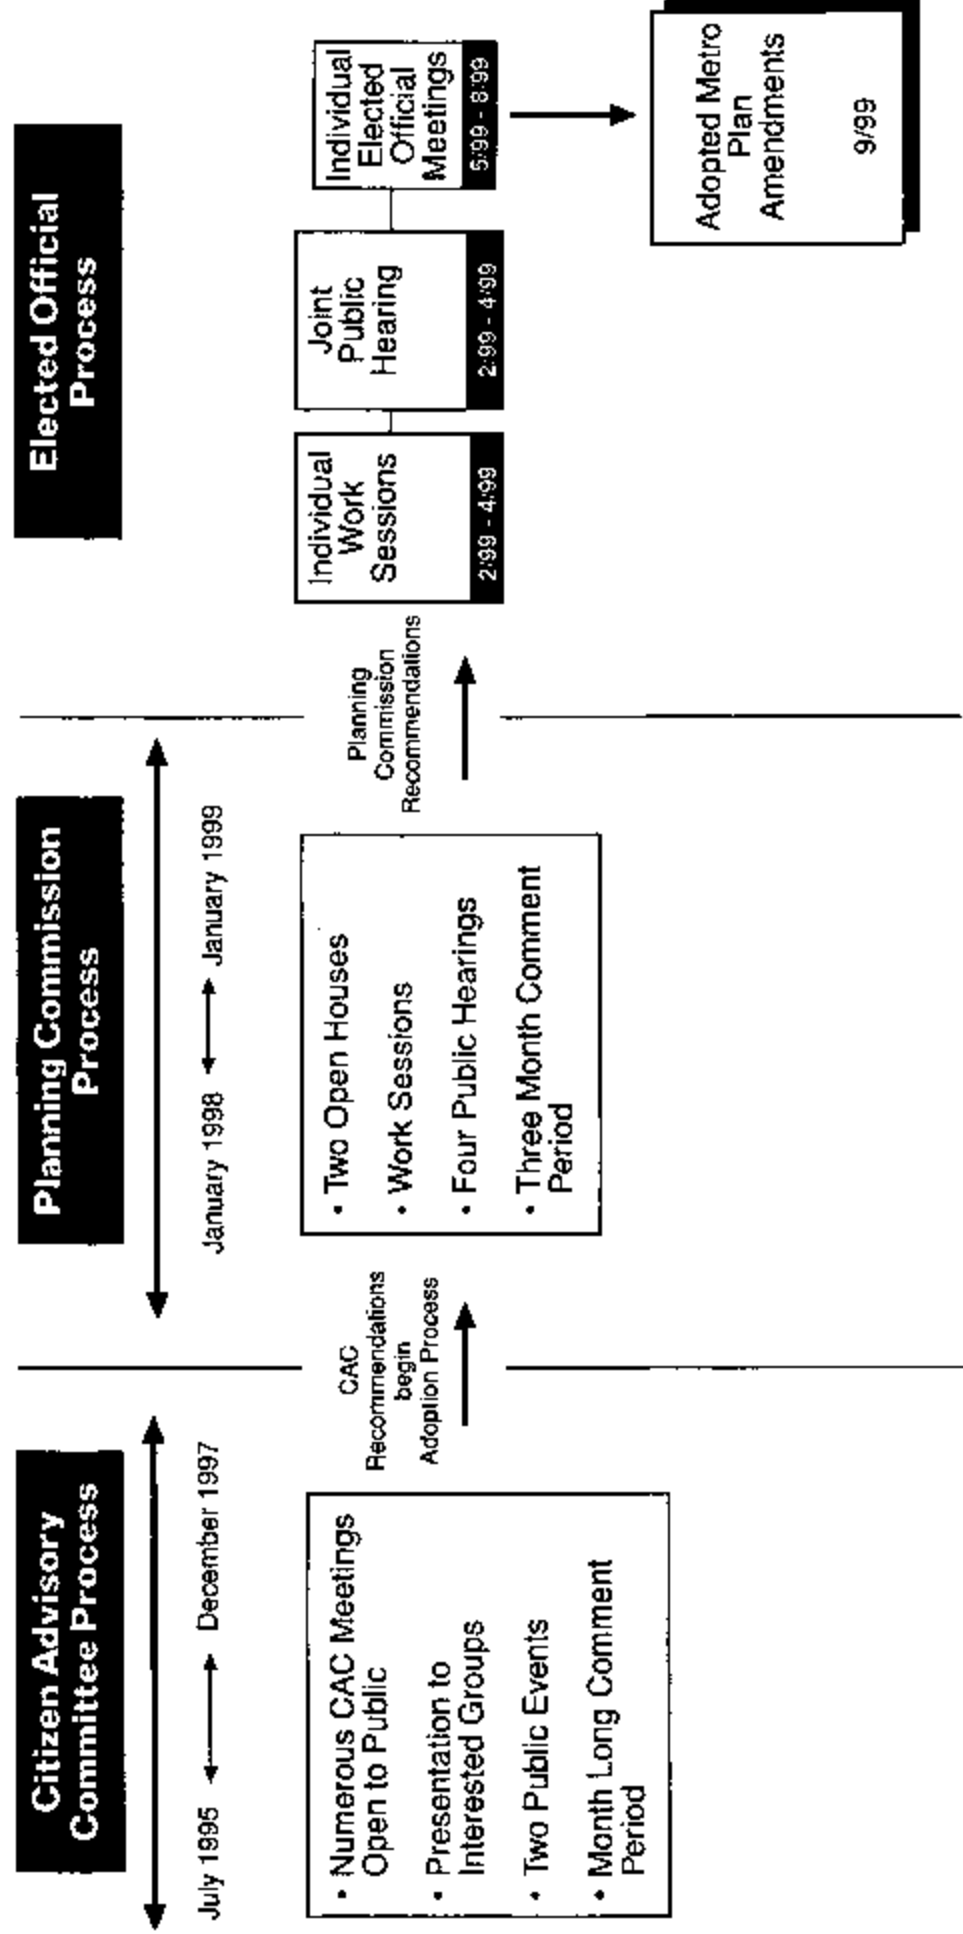 Citizen Advisory
Committee Process
July 1995
December 1997
• Numerous CAC Meetings
Open to Public
• Presentation to
Interested Groups
• Two Public Events
• Month Long Comment
Period
CAC
Recommendations
begin
Adoption Process
Planning Commission
Process
January 1998
January 1999
• Two Open Houses
• Work Sessions
• Four Public Hearings
• Three Month Comment
Period
Planning
Commission
Recommendations
Elected Official
Process
Individual
Work
Sessions
2/99 - 4/99
Joint
Public
Hearing
2/99 - 4/99
Individual
Elected
Official
Meetings
5/99 - 8/99
Adopted Metro
Plan
Amendments
9/99